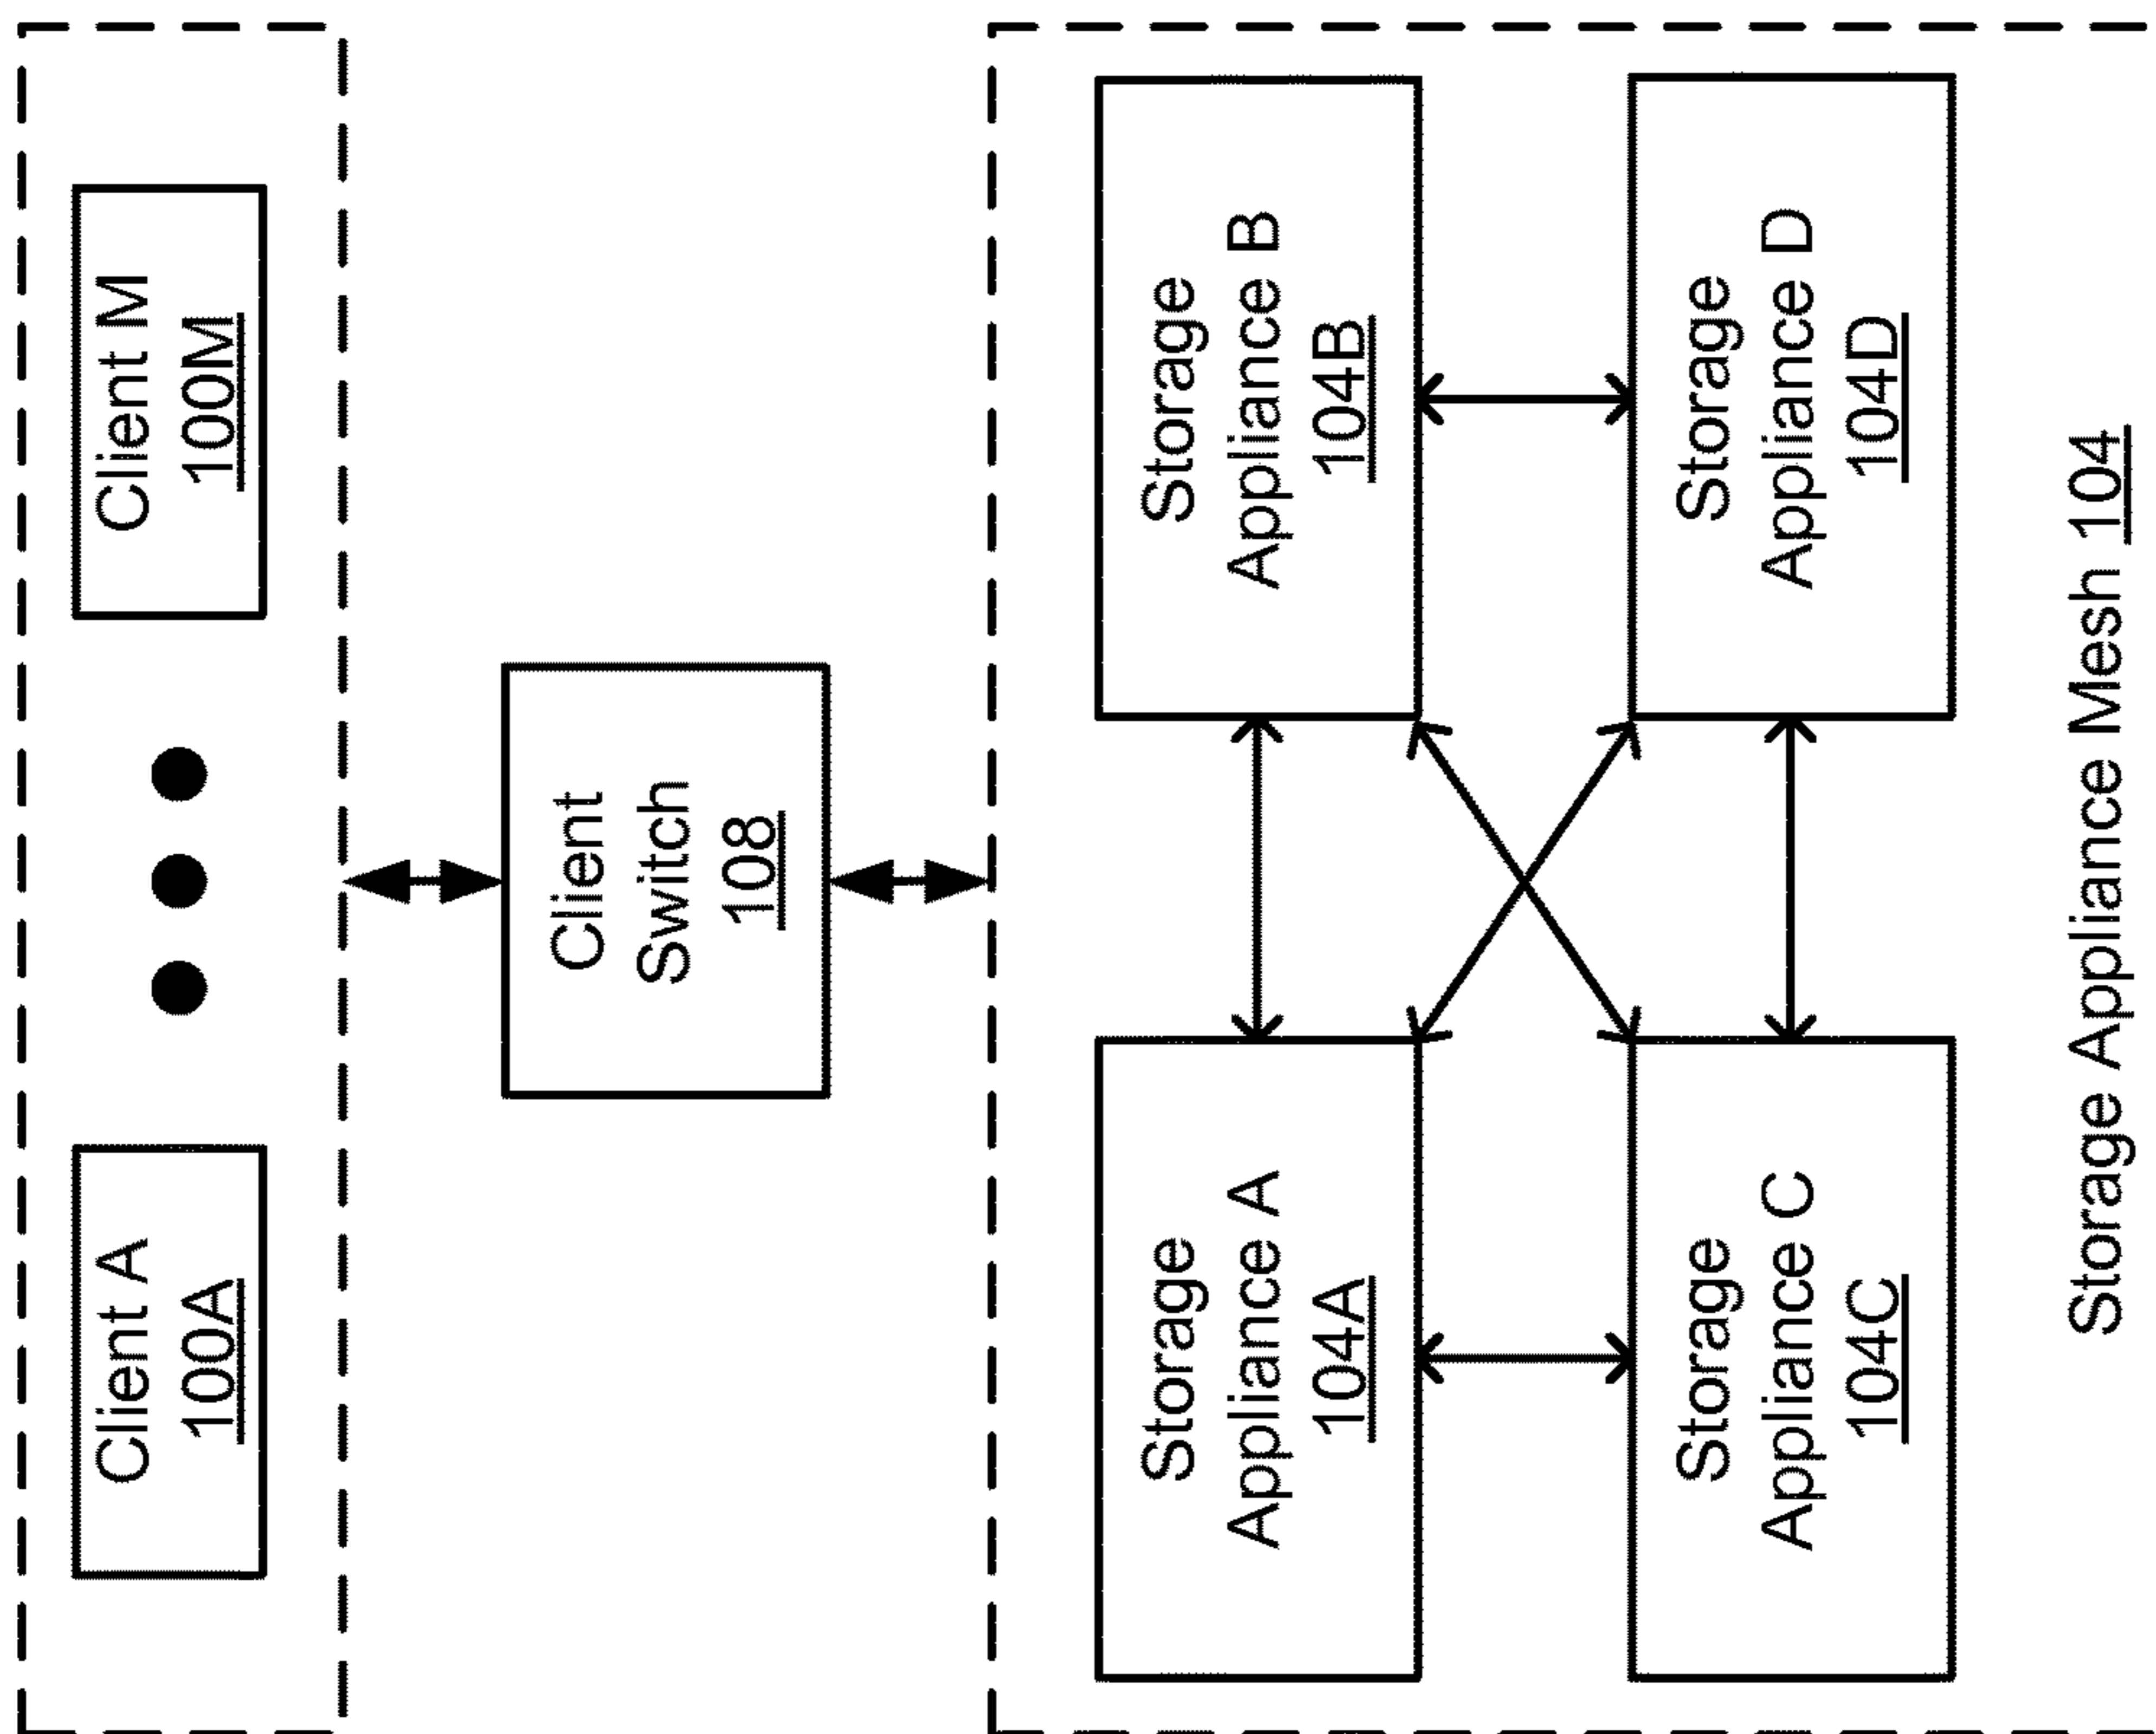 Client A
100A
Client M
100M
Client
Switch
108
Storage
Appliance A
104A
Storage
Appliance B
104B
Storage
Appliance C
104C
Storage
Appliance D
104D
Storage Appliance Mesh 104